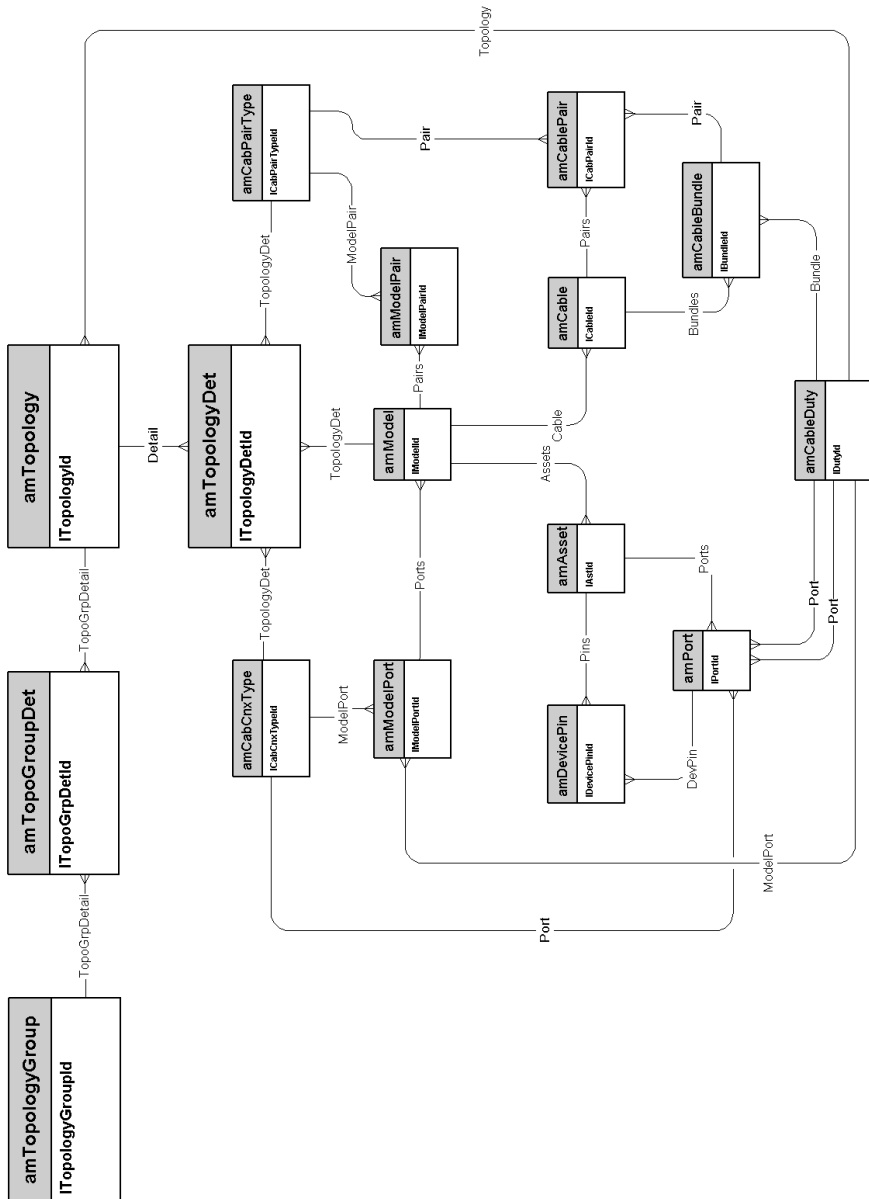 amTopologyGroup
lTopologyGroupId
TopoGrpDetail
amTopoGroupDet
lTopoGrpDetId
TopoGrpDetail
amTopology
lTopologyId
Detail
amTopologyDet
lTopologyDetId
amCabCnxType
lCabCnxTypeId
TopologyDet
TopologyDet
amCabPairType
lCabPairTypeId
ModelPort
TopologyDet
ModelPair
amModelPort
lModelPortId
Ports
amModel
lModelId
Pairs
amModelPair
lModelPairId
Pair
Topology
Assets
Cable
amDevicePin
lDevicePinId
Pins
amAsset
lAstId
amCable
lCableId
Pairs
amCablePair
lCabPairId
Port
DevPin
Ports
Bundles
Pair
amPort
lPortId
amCableBundle
lBundleId
ModelPort
Port
Port
Bundle
amCableDuty
lDutyId